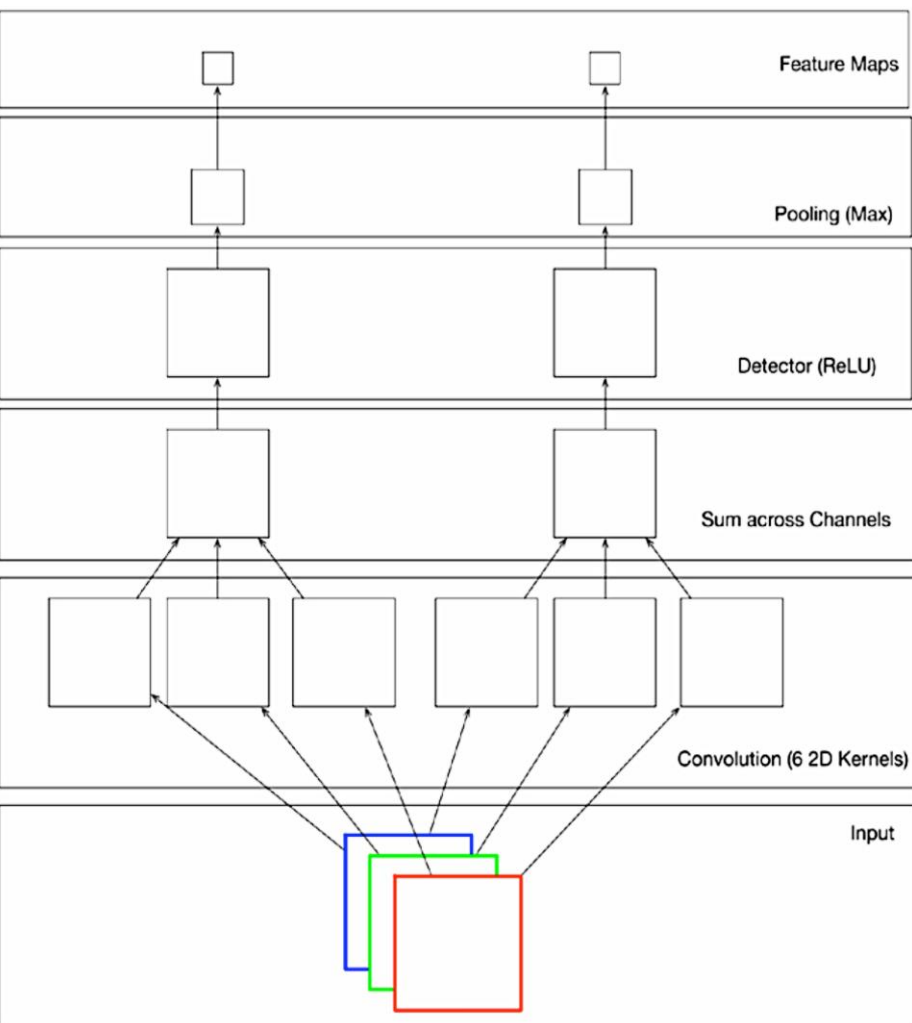 Feature Maps
Pooling (Max)
Detector (ReLU)
Sum across Channels
Convolution (6 2D Kernels)
Input